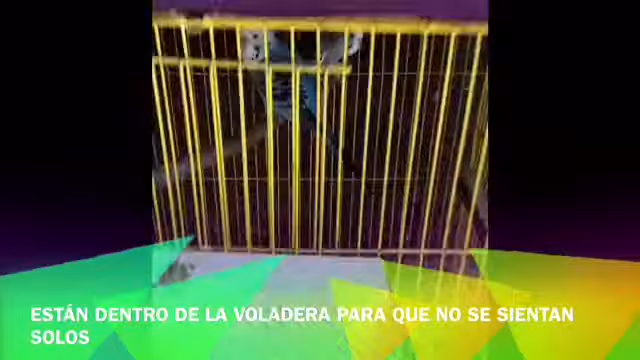 ESTÁN DENTRO DE LA VOLADERA PARA QUE NO SE SIENTAN
SOLOS